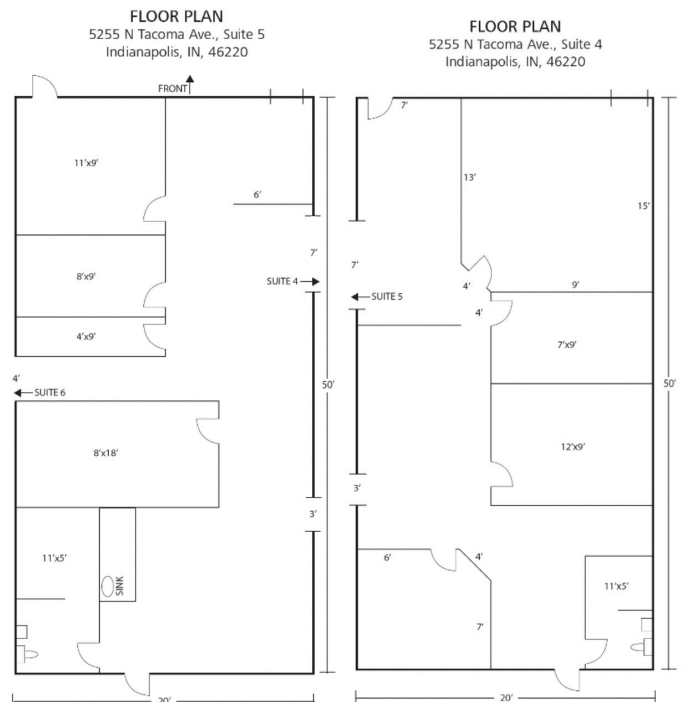 FLOOR PLAN
5255 N Tacoma Ave., Suite 5
Indianapolis, IN, 46220
FRONT
11'x9'
6'
8'x9'
7'
SUITE 4
4'x9'
4'
SUITE 6
50'
8'x18'
3'
11'x5'
SINK
20'
FLOOR PLAN
5255 N Tacoma Ave., Suite 4
Indianapolis, IN, 46220
7'
13'
15'
7'
4'
9'
SUITE 5
4'
7'x9'
50'
12'x9'
3'
6'
4'
11'x5'
7'
20'